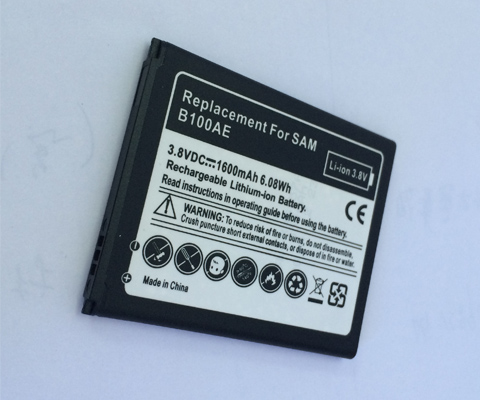 Replacement For SAM
B100AE
Li-ion 3.8V
3.8VDC⎓1600mAh 6.08Wh
Rechargeable Lithium-ion Battery.
Read instructions in operating guide before using battery.
CE
WARNING: To reduce risk of fire or burns, do not disassemble,
Crush puncture short external contacts, or dispose in fire or water.
Made in China